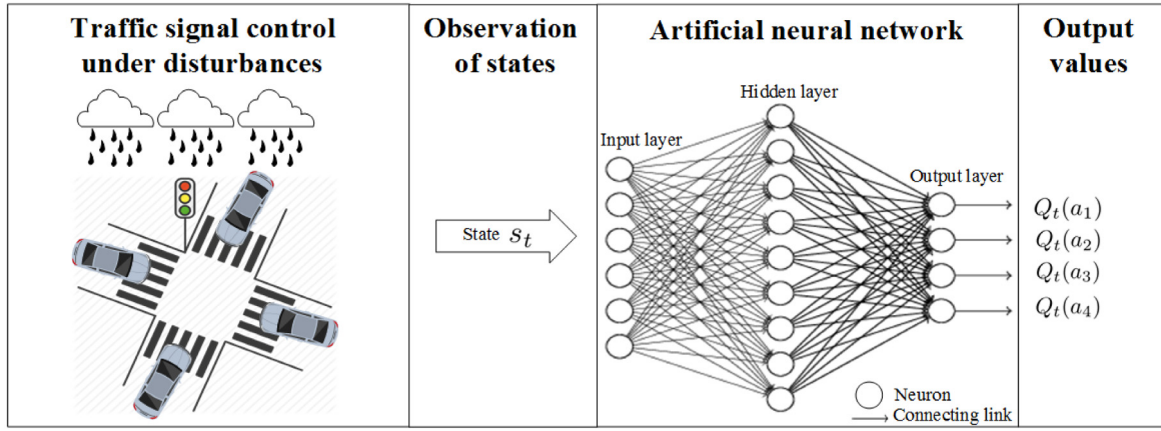 Traffic signal control
under disturbances
Observation
of states
Artificial neural network
Output
values
Hidden layer
Input layer
Output layer
State s_t
Q_t(a_1)
Q_t(a_2)
Q_t(a_3)
Q_t(a_4)
Neuron
Connecting link